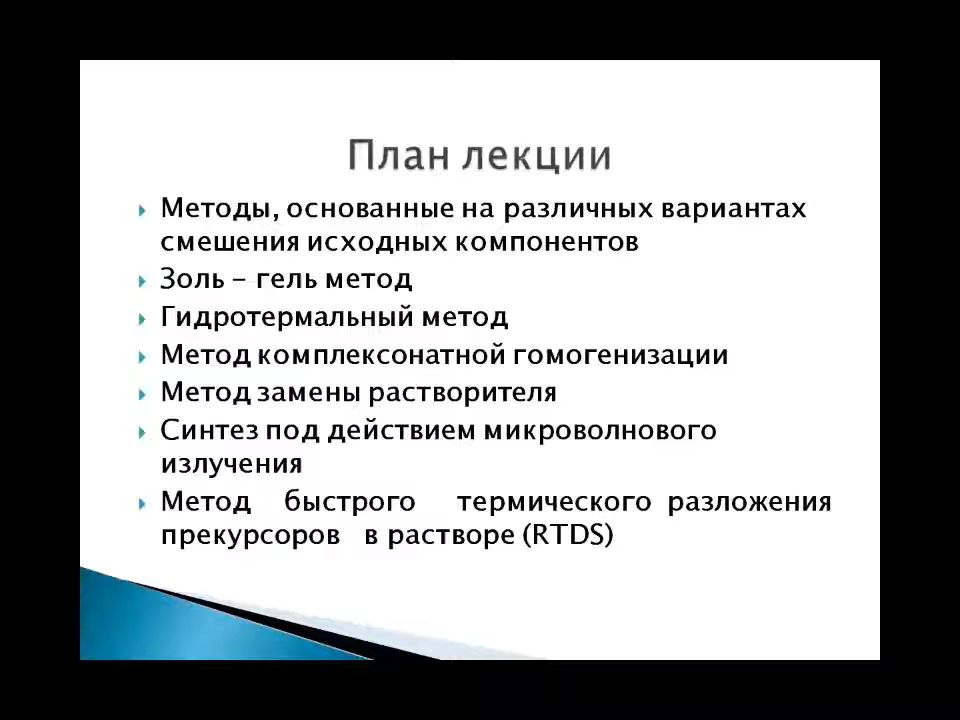 План лекции
Методы, основанные на различных вариантах
смешения исходных компонентов
Золь – гель метод
Гидротермальный метод
Метод комплексонатной гомогенизации
Метод замены растворителя
Синтез под действием микроволнового
излучения
Метод быстрого термического разложения
прекурсоров в растворе (RTDS)